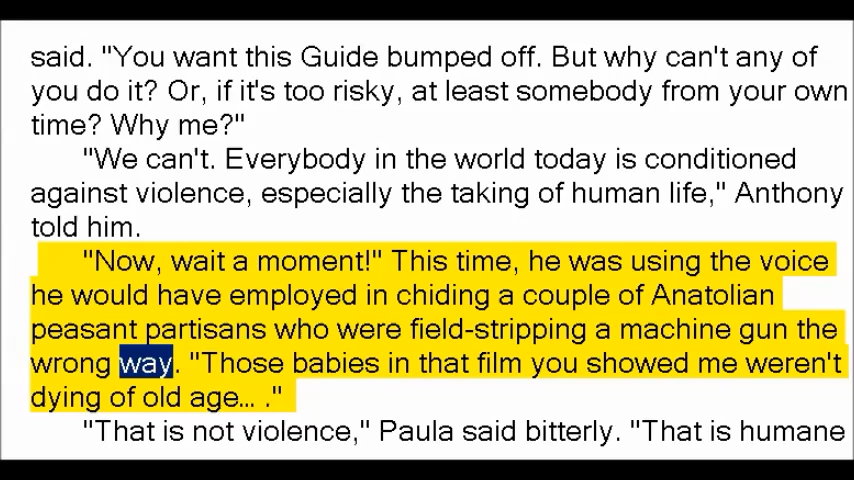 said. "You want this Guide bumped off. But why can't any of
you do it? Or, if it's too risky, at least somebody from your own
time? Why me?"
"We can't. Everybody in the world today is conditioned
against violence, especially the taking of human life," Anthony
told him.
"Now, wait a moment!" This time, he was using the voice
he would have employed in chiding a couple of Anatolian
peasant partisans who were field-stripping a machine gun the
wrong way. "Those babies in that film you showed me weren't
dying of old age... ."
"That is not violence," Paula said bitterly. "That is humane